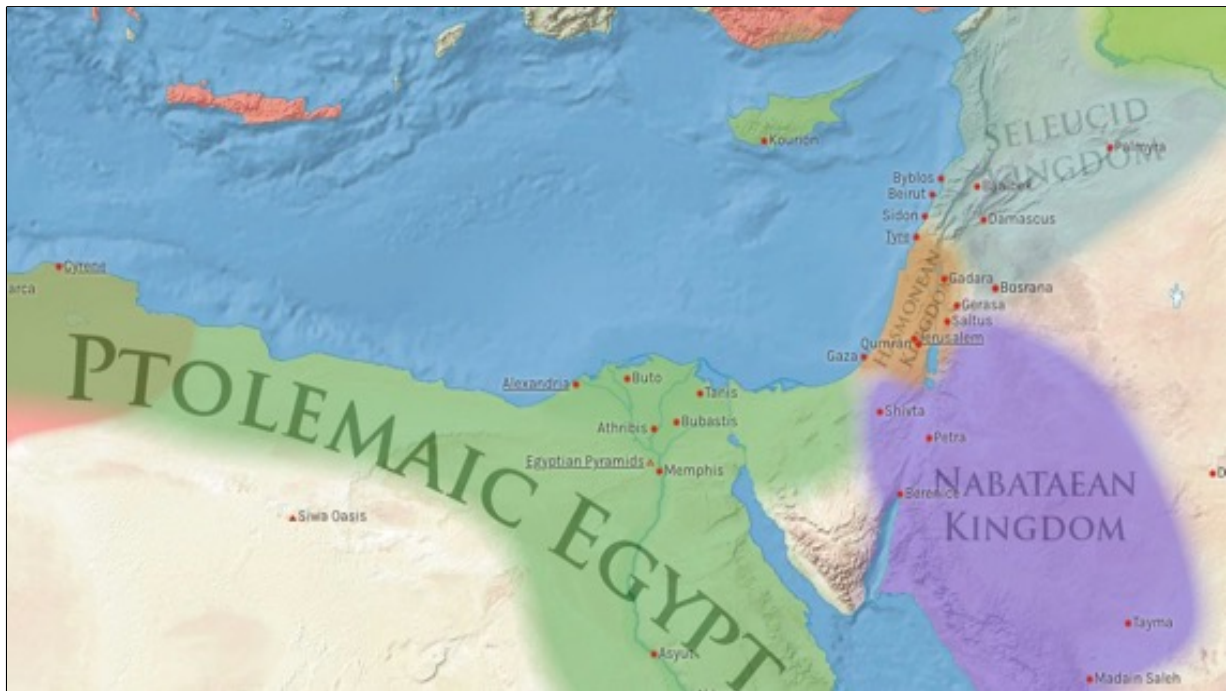 SELEUCID
KINGDOM
Palmyra
Kourion
Byblos
Baalbek
Beirut
Sidon
Damascus
Tyre
Cyrene
arca
HASMONEAN
KINGDOM
Gadara
Bosrana
Gerasa
Saltus
Qumran
Jerusalem
Gaza
PTOLEMAIC EGYPT
Alexandria
Buto
Tanis
Athribis
Bubastis
Shivta
Petra
Egyptian Pyramids
Memphis
Berenice
NABATAEAN
KINGDOM
D
Siwa Oasis
Tayma
Asyut
Madain Saleh